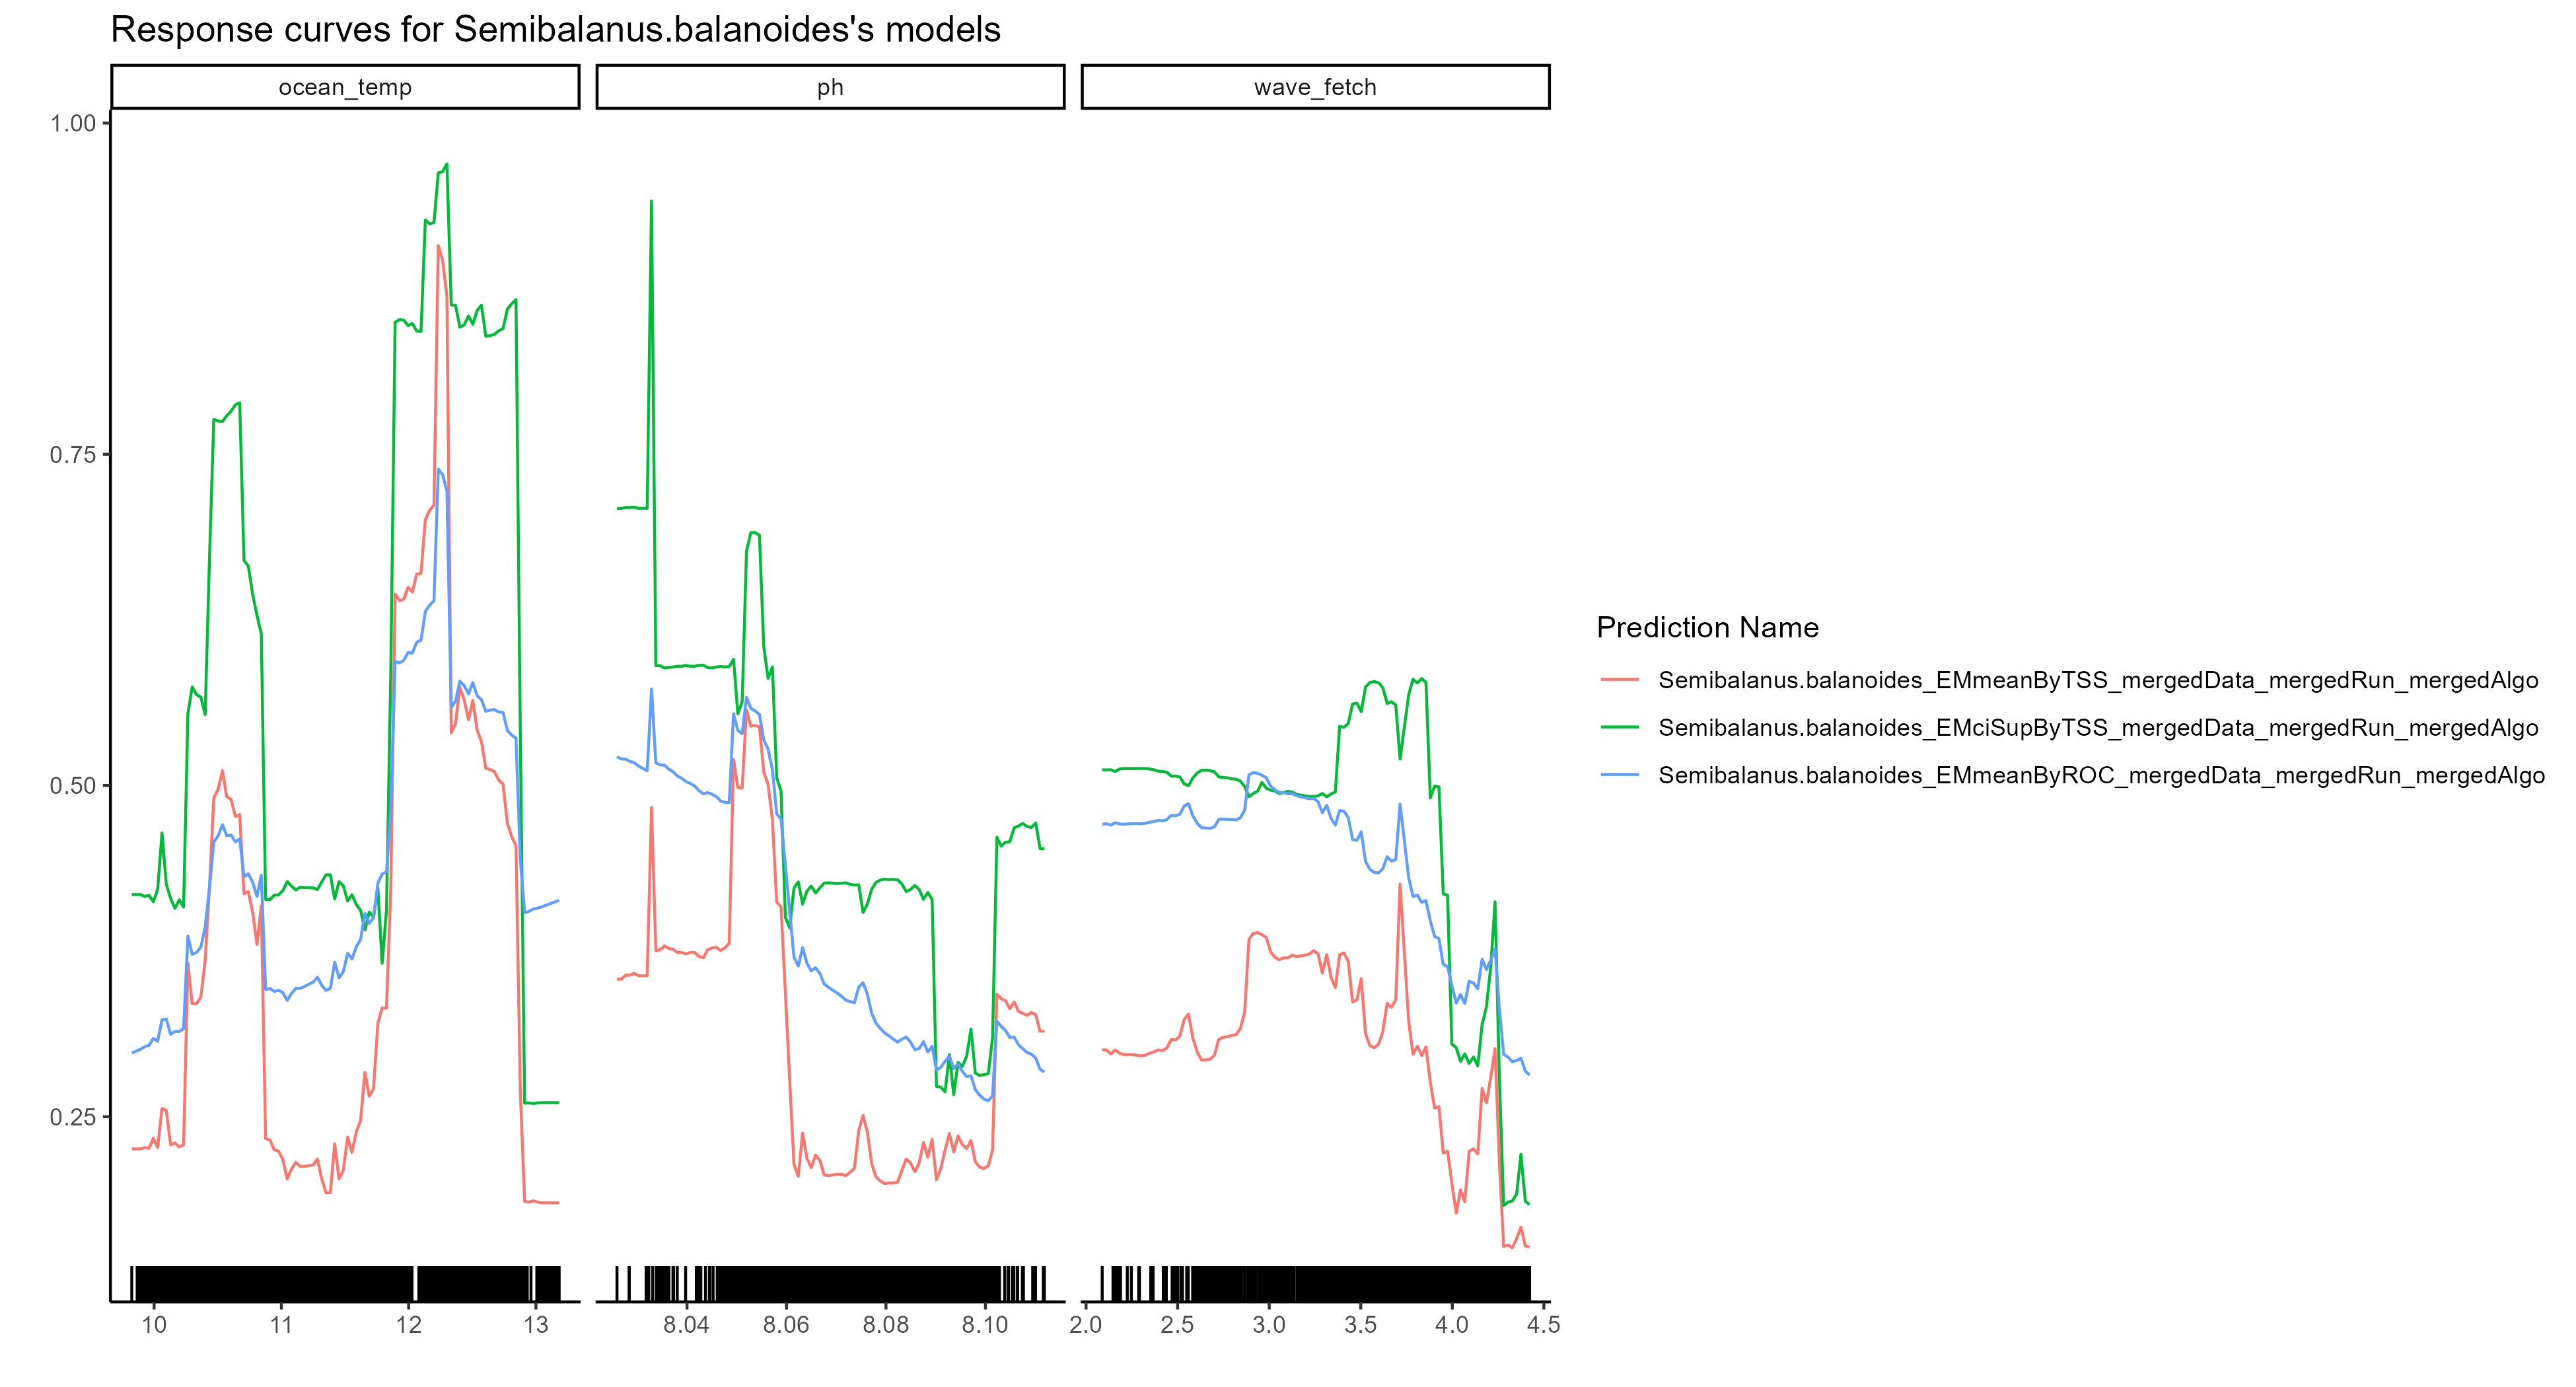 Response curves for Semibalanus.balanoides's models
ocean_temp
ph
wave_fetch
1.00
0.75
0.50
0.25
10 11 12 13
8.04 8.06 8.08 8.10
2.0 2.5 3.0 3.5 4.0 4.5
Prediction Name
Semibalanus.balanoides_EMmeanByTSS_mergedData_mergedRun_mergedAlgo
Semibalanus.balanoides_EMciSupByTSS_mergedData_mergedRun_mergedAlgo
Semibalanus.balanoides_EMmeanByROC_mergedData_mergedRun_mergedAlgo